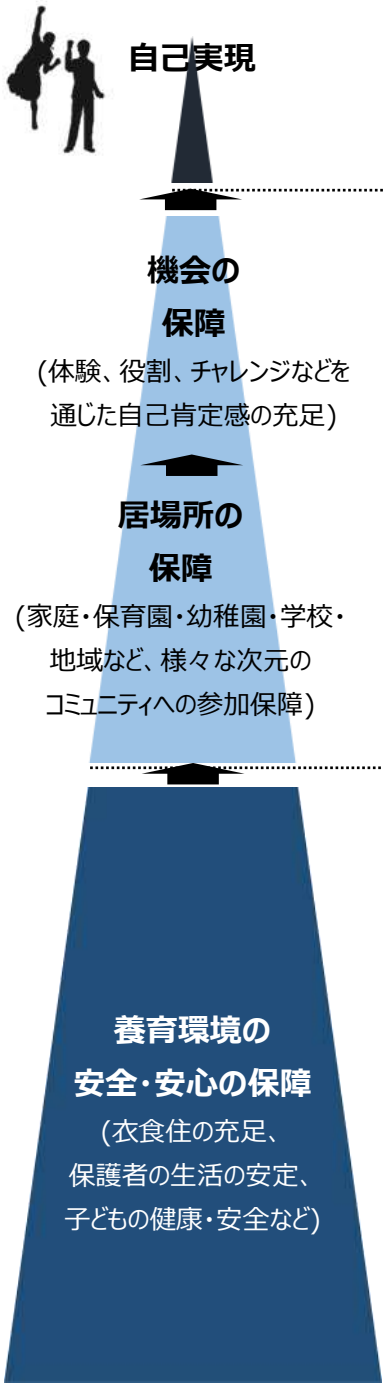 自己実現
機会の
保障
(体験、役割、チャレンジなどを
通じた自己肯定感の充足)
居場所の
保障
(家庭・保育園・幼稚園・学校・
地域など、様々な次元の
コミュニティへの参加保障)
養育環境の
安全・安心の保障
(衣食住の充足、
保護者の生活の安定、
子どもの健康・安全など)